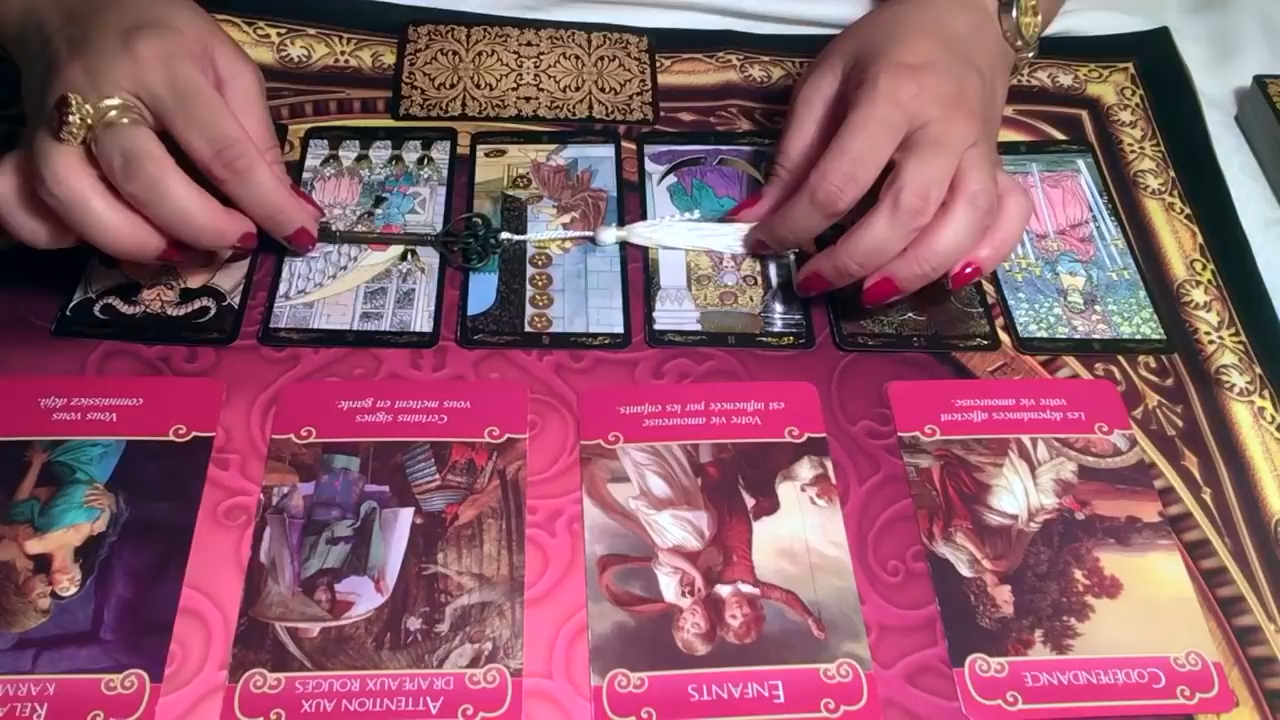 Vous vous
connaissiez déjà.
RELA
KARM
Certains signes
vous mettent en garde.
ATTENTION AUX
DRAPEAUX ROUGES
Votre vie amoureuse
est influencée par les enfants.
ENFANTS
Les dépendances affectent
votre vie amoureuse.
CODÉPENDANCE